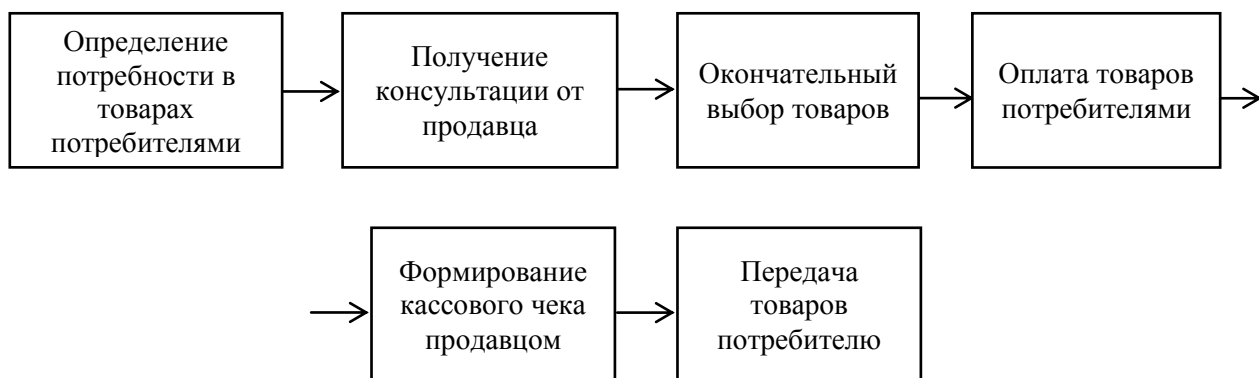 Определение
потребности в
товарах
потребителями
Получение
консультации от
продавца
Окончательный
выбор товаров
Оплата товаров
потребителями
Формирование
кассового чека
продавцом
Передача
товаров
потребителю